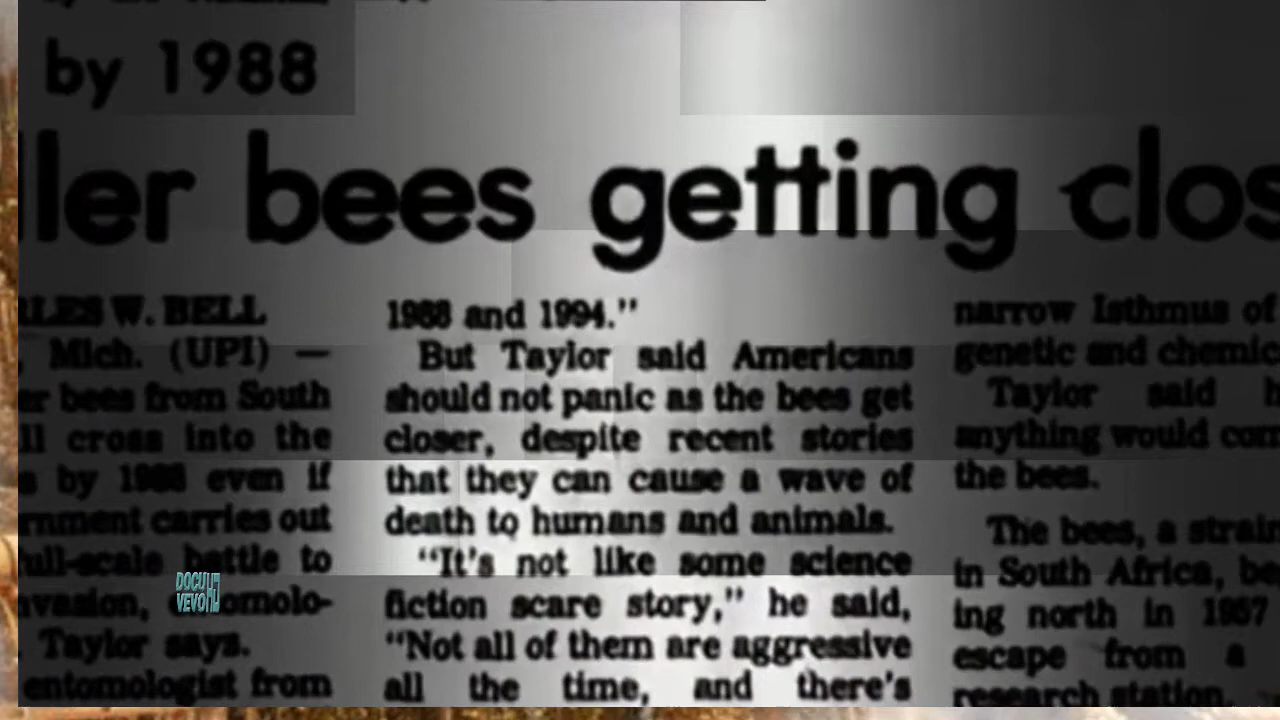 by 1988
ller bees getting clos
LES W. BELL
, Mich. (UPI) —
er bees from South
ll cross into the
s by 1988 even if
rnment carries out
ull-scale battle to
nvasion,
Taylor says.
entomologist from
1988 and 1994."
But Taylor said Americans
should not panic as the bees get
closer, despite recent stories
that they can cause a wave of
death to humans and animals.
"It's not like some science
fiction scare story," he said,
"Not all of them are aggressive
all the time, and there's
narrow Isthmus of
genetic and chemic
Taylor said h
anything would con
the bees.
The bees, a strain
in South Africa, be
ing north in 1957
escape from a
research station.
DOCU
VEVO